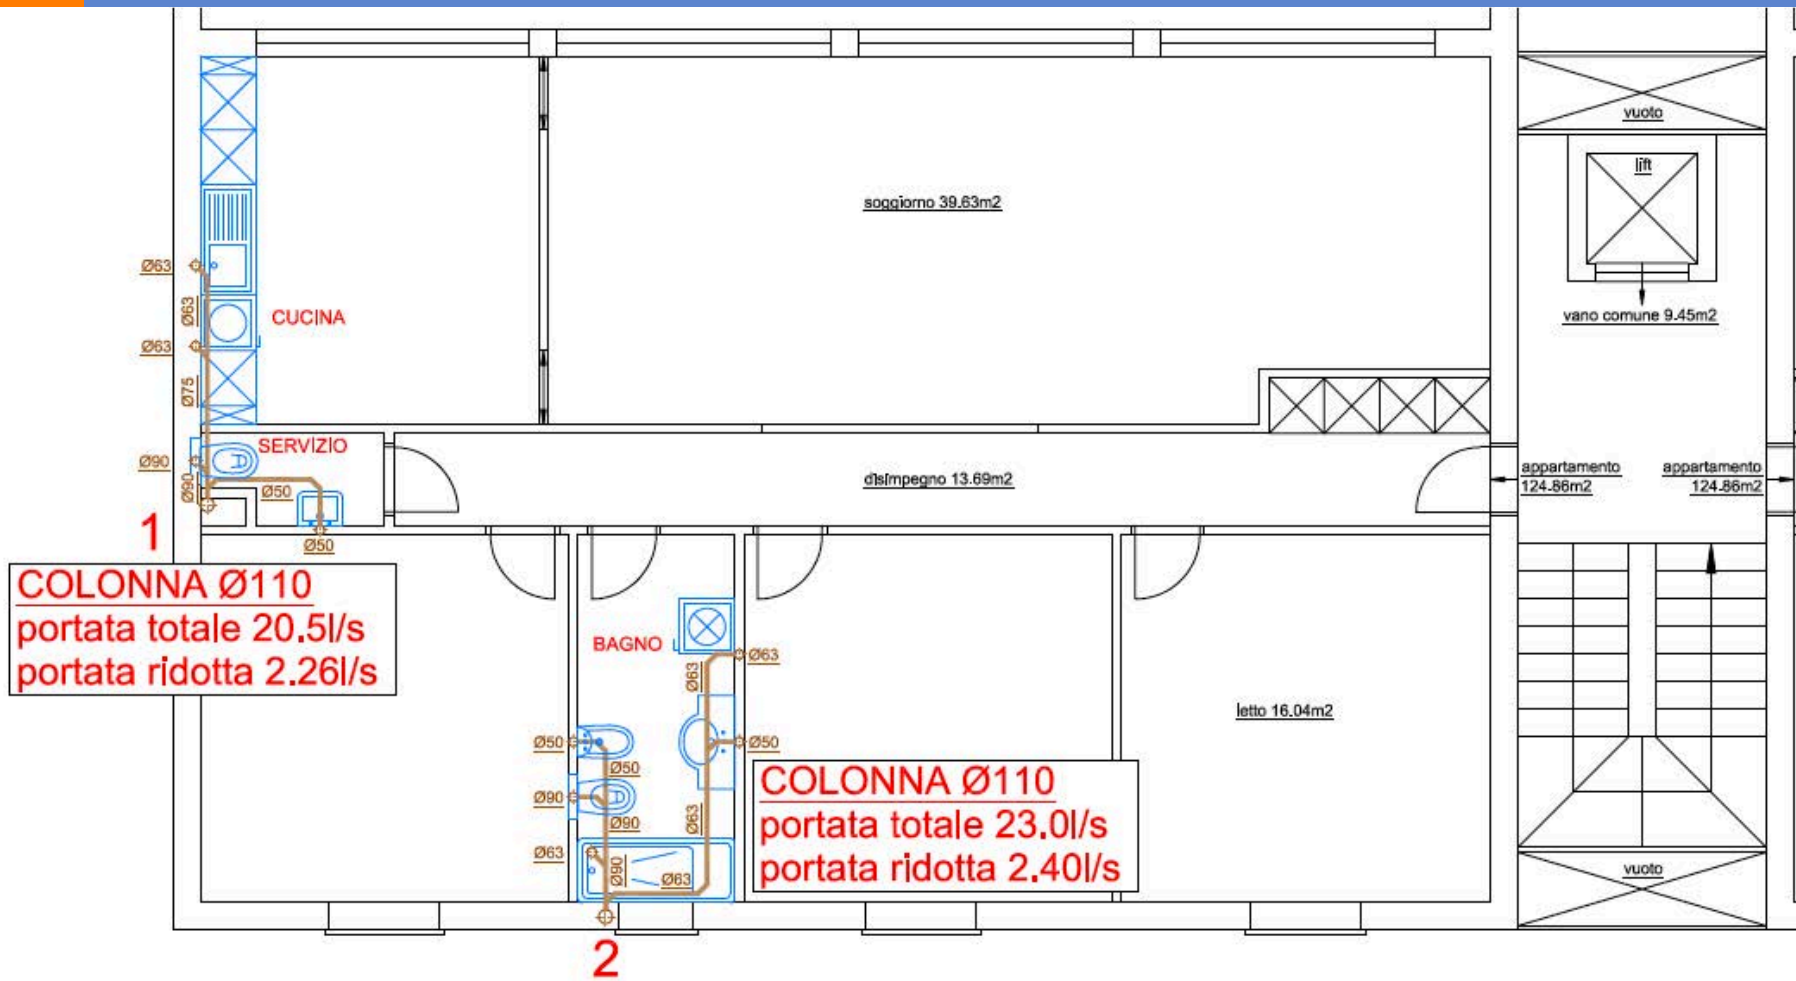 vuoto
lift
soggiorno 39.63m2
Ø63
Ø63
CUCINA
vano comune 9.45m2
Ø63
Ø75
SERVIZIO
Ø90
Ø90
Ø50
disimpegno 13.69m2
appartamento
124.86m2
appartamento
124.86m2
1
Ø50
COLONNA Ø110
portata totale 20.5l/s
portata ridotta 2.26l/s
BAGNO
Ø63
Ø63
letto 16.04m2
Ø50
Ø50
Ø50
Ø90
Ø90
Ø63
Ø63
Ø90
Ø63
COLONNA Ø110
portata totale 23.0l/s
portata ridotta 2.40l/s
vuoto
2